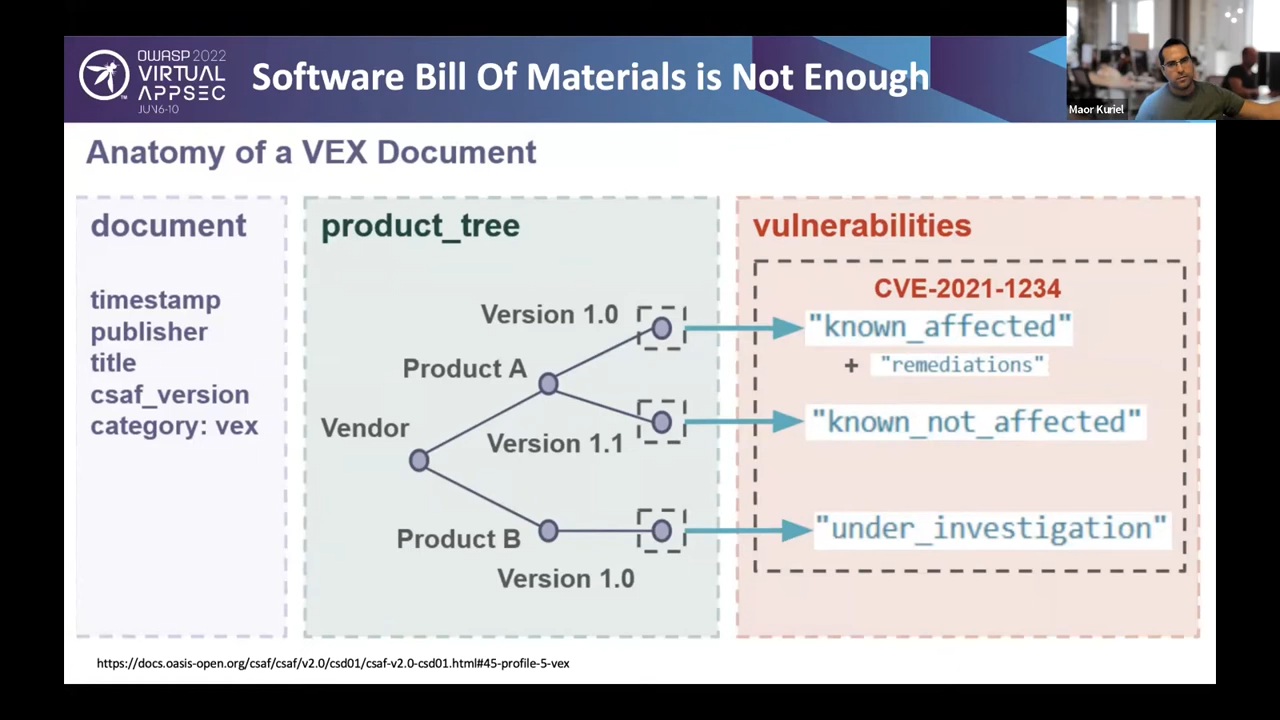 OWASP 2022
VIRTUAL
APPSEC
JUN 6-10
Software Bill Of Materials is Not Enough
Maor Kuriel
Anatomy of a VEX Document
document
timestamp
publisher
title
csaf_version
category: vex
product_tree
Version 1.0
Product A
Vendor
Version 1.1
Product B
Version 1.0
vulnerabilities
CVE-2021-1234
"known_affected"
+ "remediations"
"known_not_affected"
"under_investigation"
https://docs.oasis-open.org/csaf/csaf/v2.0/csd01/csaf-v2.0-csd01.html#45-profile-5-vex